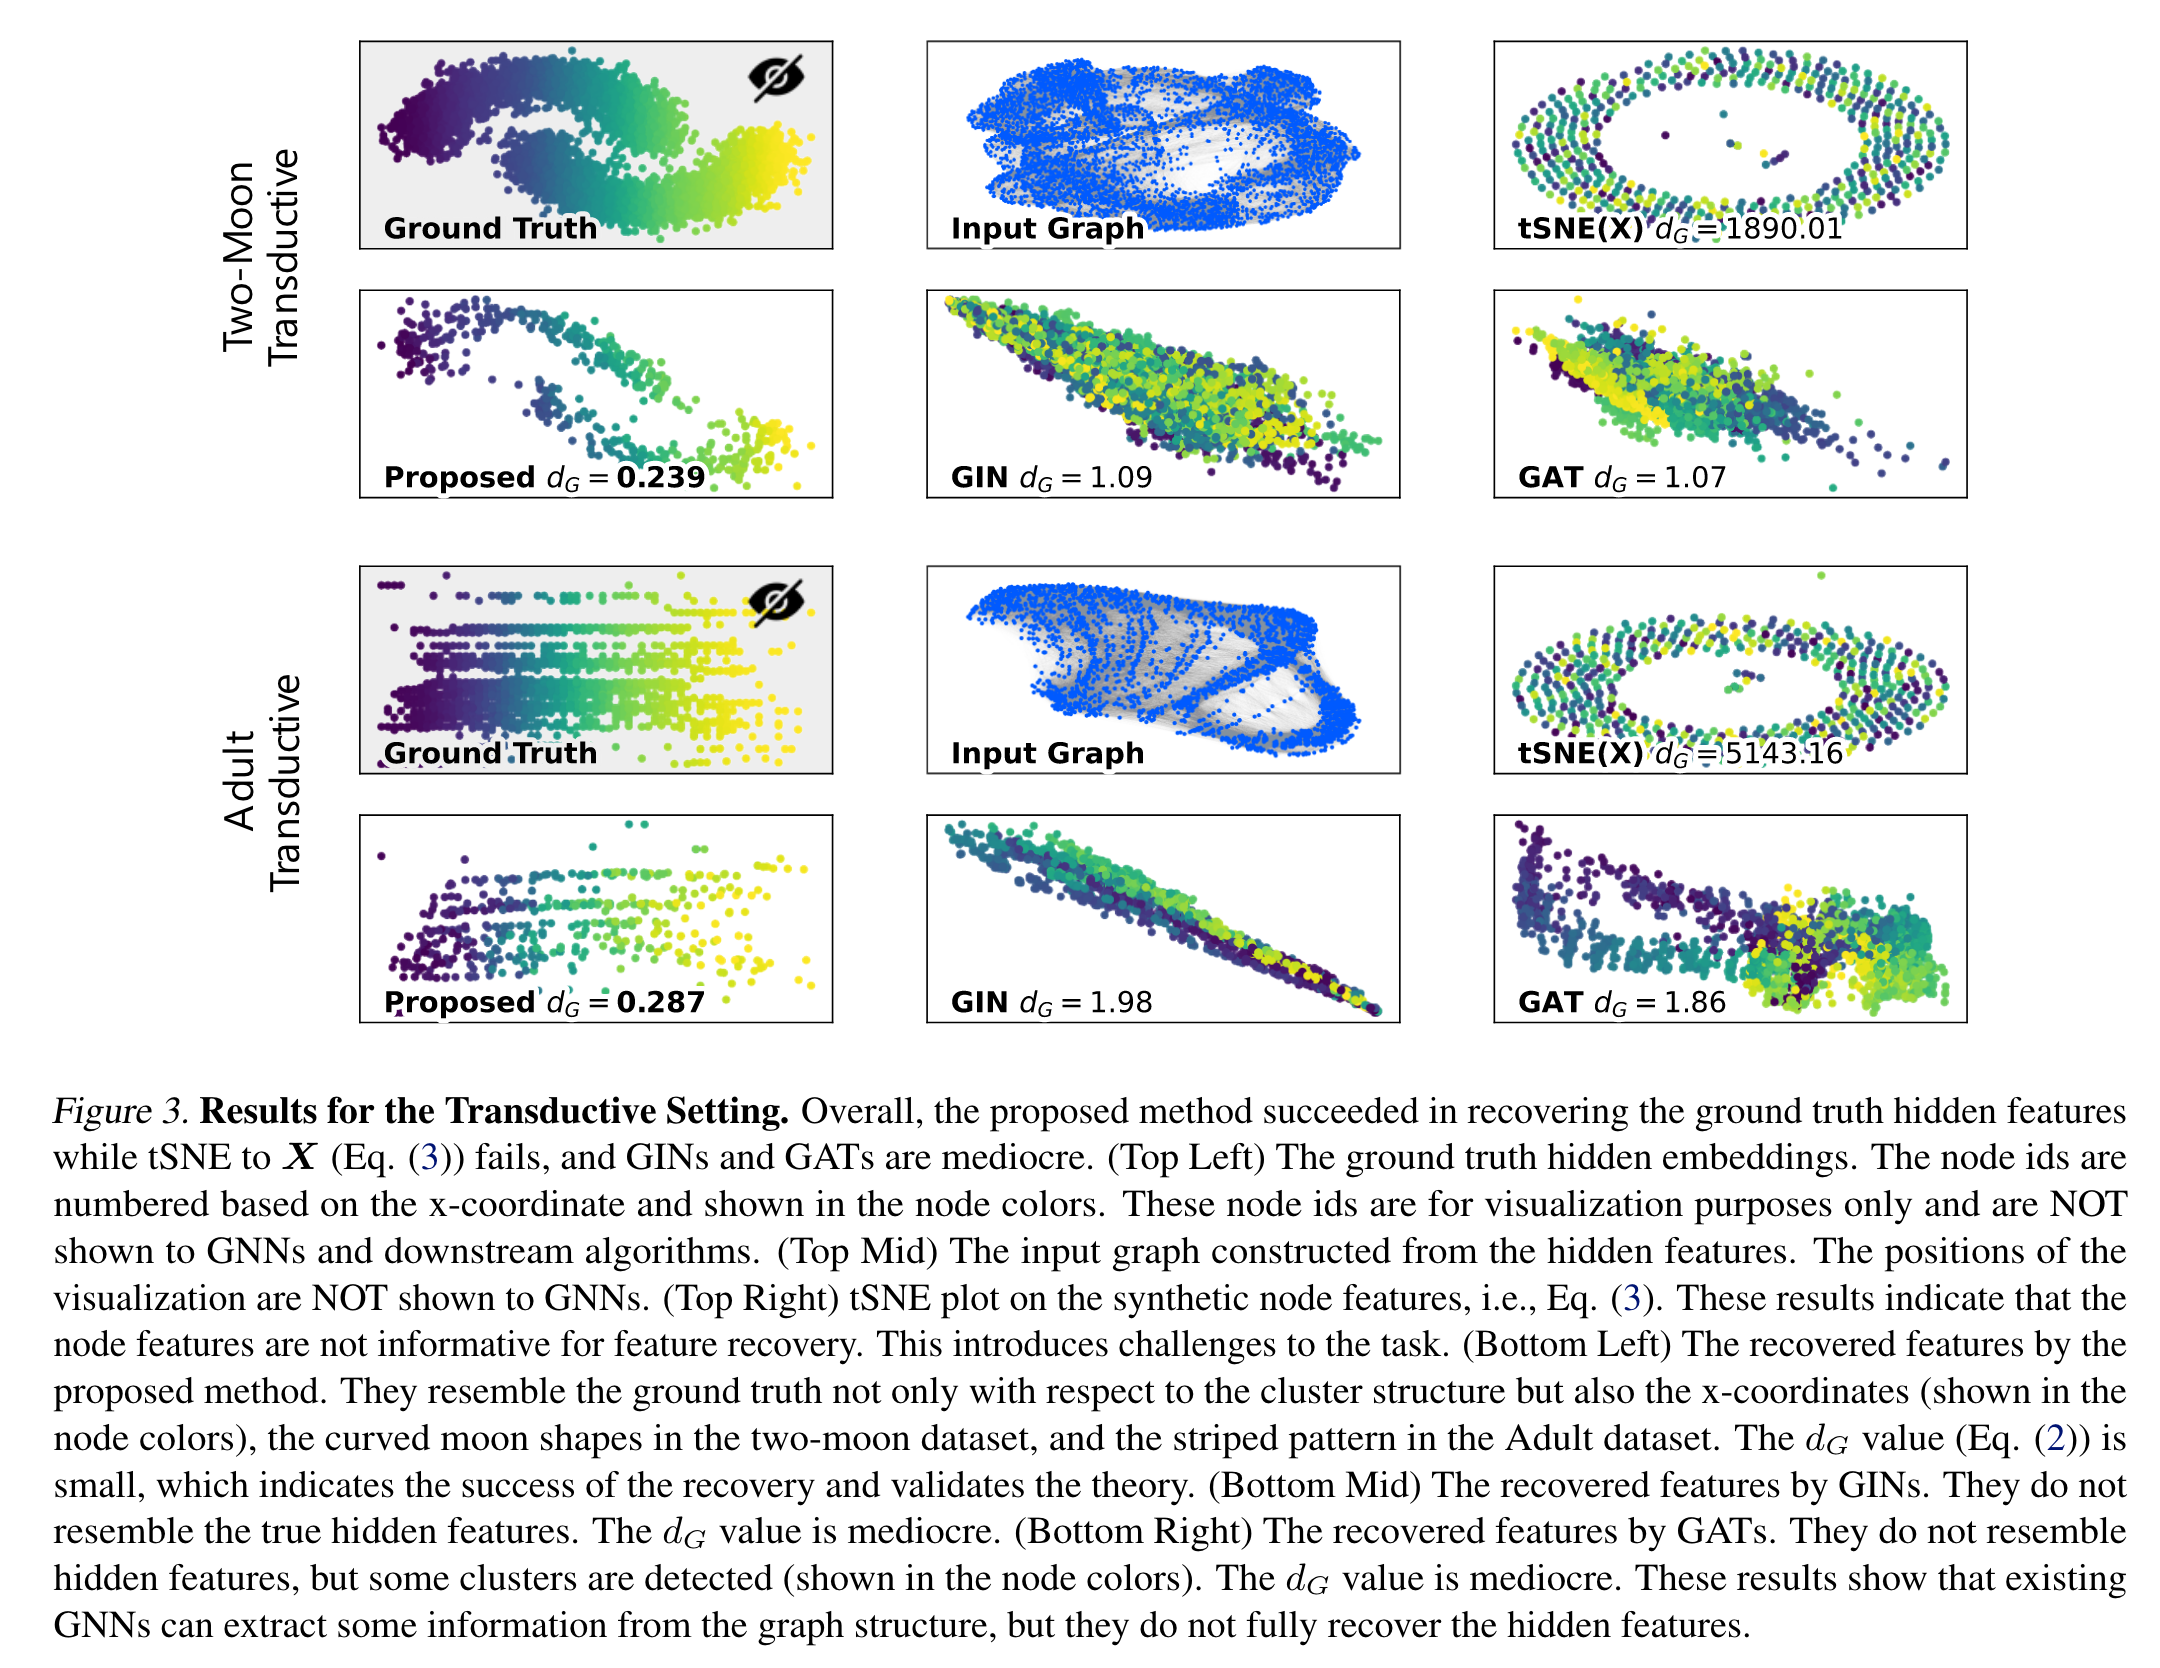 Two-Moon
Transductive
Ground Truth
Input Graph
tSNE(X) d_G = 1890.01
Proposed d_G = 0.239
GIN d_G = 1.09
GAT d_G = 1.07
Adult
Transductive
Ground Truth
Input Graph
tSNE(X) d_G = 5143.16
Proposed d_G = 0.287
GIN d_G = 1.98
GAT d_G = 1.86
Figure 3. Results for the Transductive Setting. Overall, the proposed method succeeded in recovering the ground truth hidden features
while tSNE to X (Eq. (3)) fails, and GINs and GATs are mediocre. (Top Left) The ground truth hidden embeddings. The node ids are
numbered based on the x-coordinate and shown in the node colors. These node ids are for visualization purposes only and are NOT
shown to GNNs and downstream algorithms. (Top Mid) The input graph constructed from the hidden features. The positions of the
visualization are NOT shown to GNNs. (Top Right) tSNE plot on the synthetic node features, i.e., Eq. (3). These results indicate that the
node features are not informative for feature recovery. This introduces challenges to the task. (Bottom Left) The recovered features by the
proposed method. They resemble the ground truth not only with respect to the cluster structure but also the x-coordinates (shown in the
node colors), the curved moon shapes in the two-moon dataset, and the striped pattern in the Adult dataset. The d_G value (Eq. (2)) is
small, which indicates the success of the recovery and validates the theory. (Bottom Mid) The recovered features by GINs. They do not
resemble the true hidden features. The d_G value is mediocre. (Bottom Right) The recovered features by GATs. They do not resemble
hidden features, but some clusters are detected (shown in the node colors). The d_G value is mediocre. These results show that existing
GNNs can extract some information from the graph structure, but they do not fully recover the hidden features.